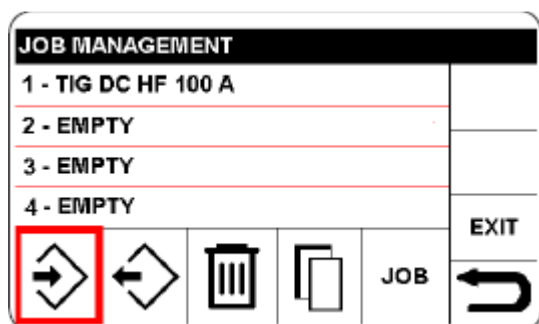 JOB MANAGEMENT
1 - TIG DC HF 100 A
2 - EMPTY
3 - EMPTY
4 - EMPTY
EXIT
JOB